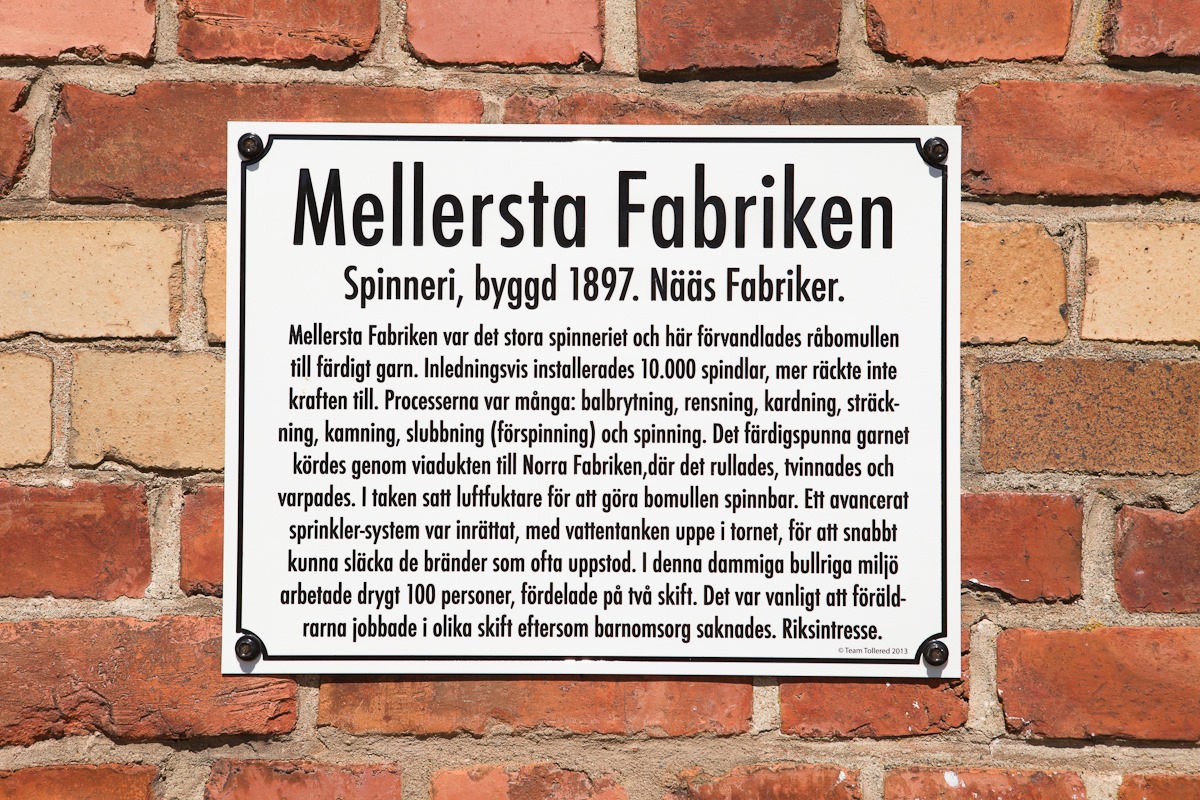 Mellersta Fabriken
Spinneri, byggd 1897. Nääs Fabriker.
Mellersta Fabriken var det stora spinneriet och här förvandlades råbomullen
till färdigt garn. Inledningsvis installerades 10.000 spindlar, mer räckte inte
kraften till. Processerna var många: balbrytning, rensning, kardning, sträck-
ning, kamning, slubbning (förspinning) och spinning. Det färdigspunna garnet
kördes genom viadukten till Norra Fabriken,där det rullades, tvinnades och
varpades. I taken satt luftfuktare för att göra bomullen spinnbar. Ett avancerat
sprinkler-system var inrättat, med vattentanken uppe i tornet, för att snabbt
kunna släcka de bränder som ofta uppstod. I denna dammiga bullriga miljö
arbetade drygt 100 personer, fördelade på två skift. Det var vanligt att föräld-
rarna jobbade i olika skift eftersom barnomsorg saknades. Riksintresse.
© Team Tollered 2013